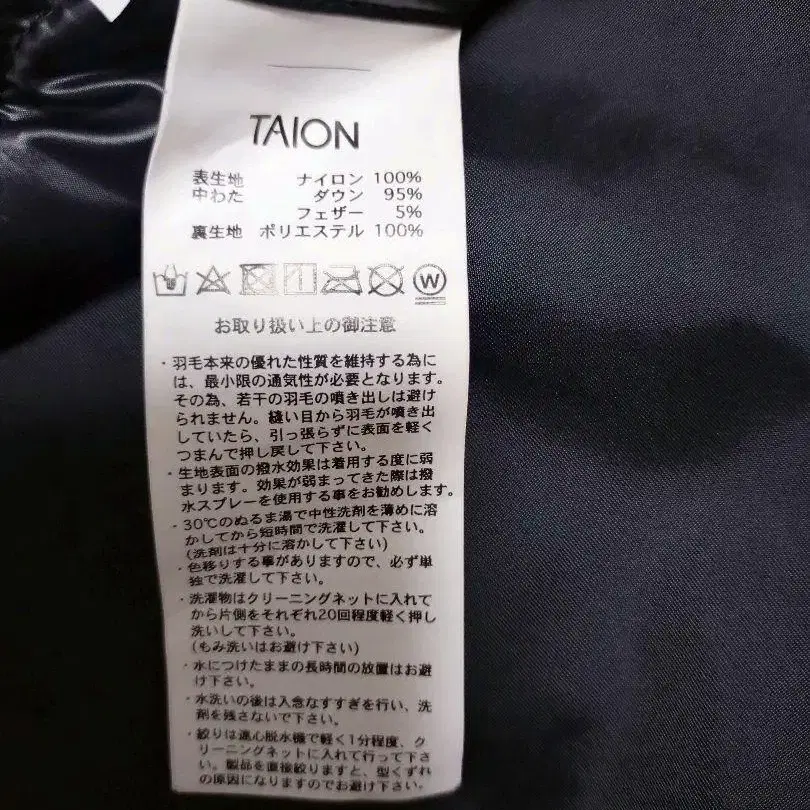 TAION
表生地 ナイロン 100%
中わた ダウン 95%
フェザー 5%
裏生地 ポリエステル 100%
W
お取り扱い上の御注意
・羽毛本来の優れた性質を維持する為に
は、最小限の通気性が必要となります。
その為、若干の羽毛の噴き出しは避け
られません。縫い目から羽毛が噴き出
していたら、引っ張らずに表面を軽く
つまんで押し戻して下さい。
・生地表面の撥水効果は着用する度に弱
まります。効果が弱まってきた際は撥
水スプレーを使用する事をお勧めします。
・30℃のぬるま湯で中性洗剤を薄めに溶
かしてから短時間で洗濯して下さい。
(洗剤は十分に溶かして下さい)
・色移りする事がありますので、必ず単
独で洗濯して下さい。
・洗濯物はクリーニングネットに入れて
から片側をそれぞれ20回程度軽く押し
洗いして下さい。
(もみ洗いはお避け下さい)
・水につけたままの長時間の放置はお避
け下さい。
・水洗いの後は入念なすすぎを行い、洗
剤を残さないで下さい。
・絞りは遠心脱水機で軽く1分程度、ク
リーニングネットに入れて行って下さ
い。製品を直接絞りますと、型くずれ
の原因になりますのでお避け下さい。